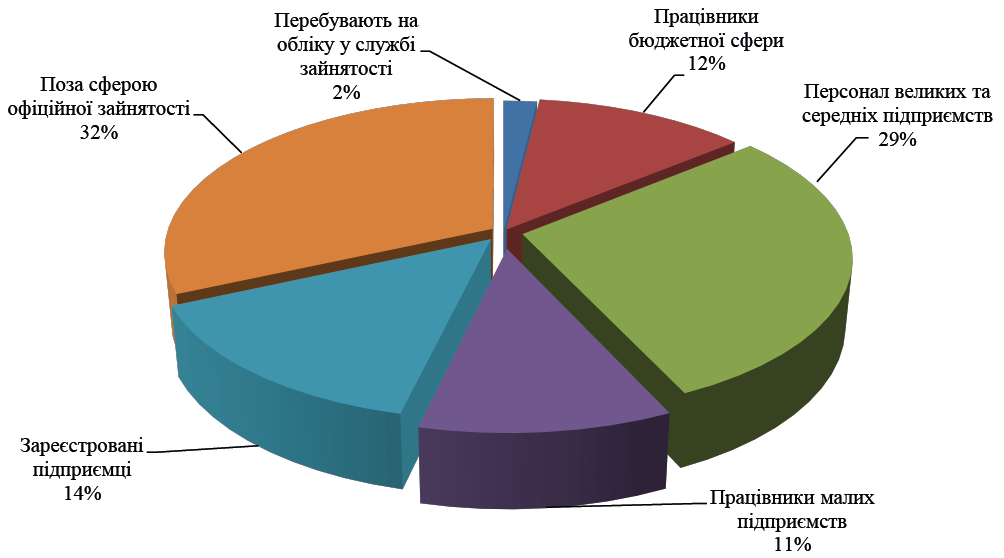 Перебувають на
обліку у службі
зайнятості
2%
Працівники
бюджетної сфери
12%
Персонал великих та
середніх підприємств
29%
Працівники малих
підприємств
11%
Зареєстровані
підприємці
14%
Поза сферою
офіційної зайнятості
32%